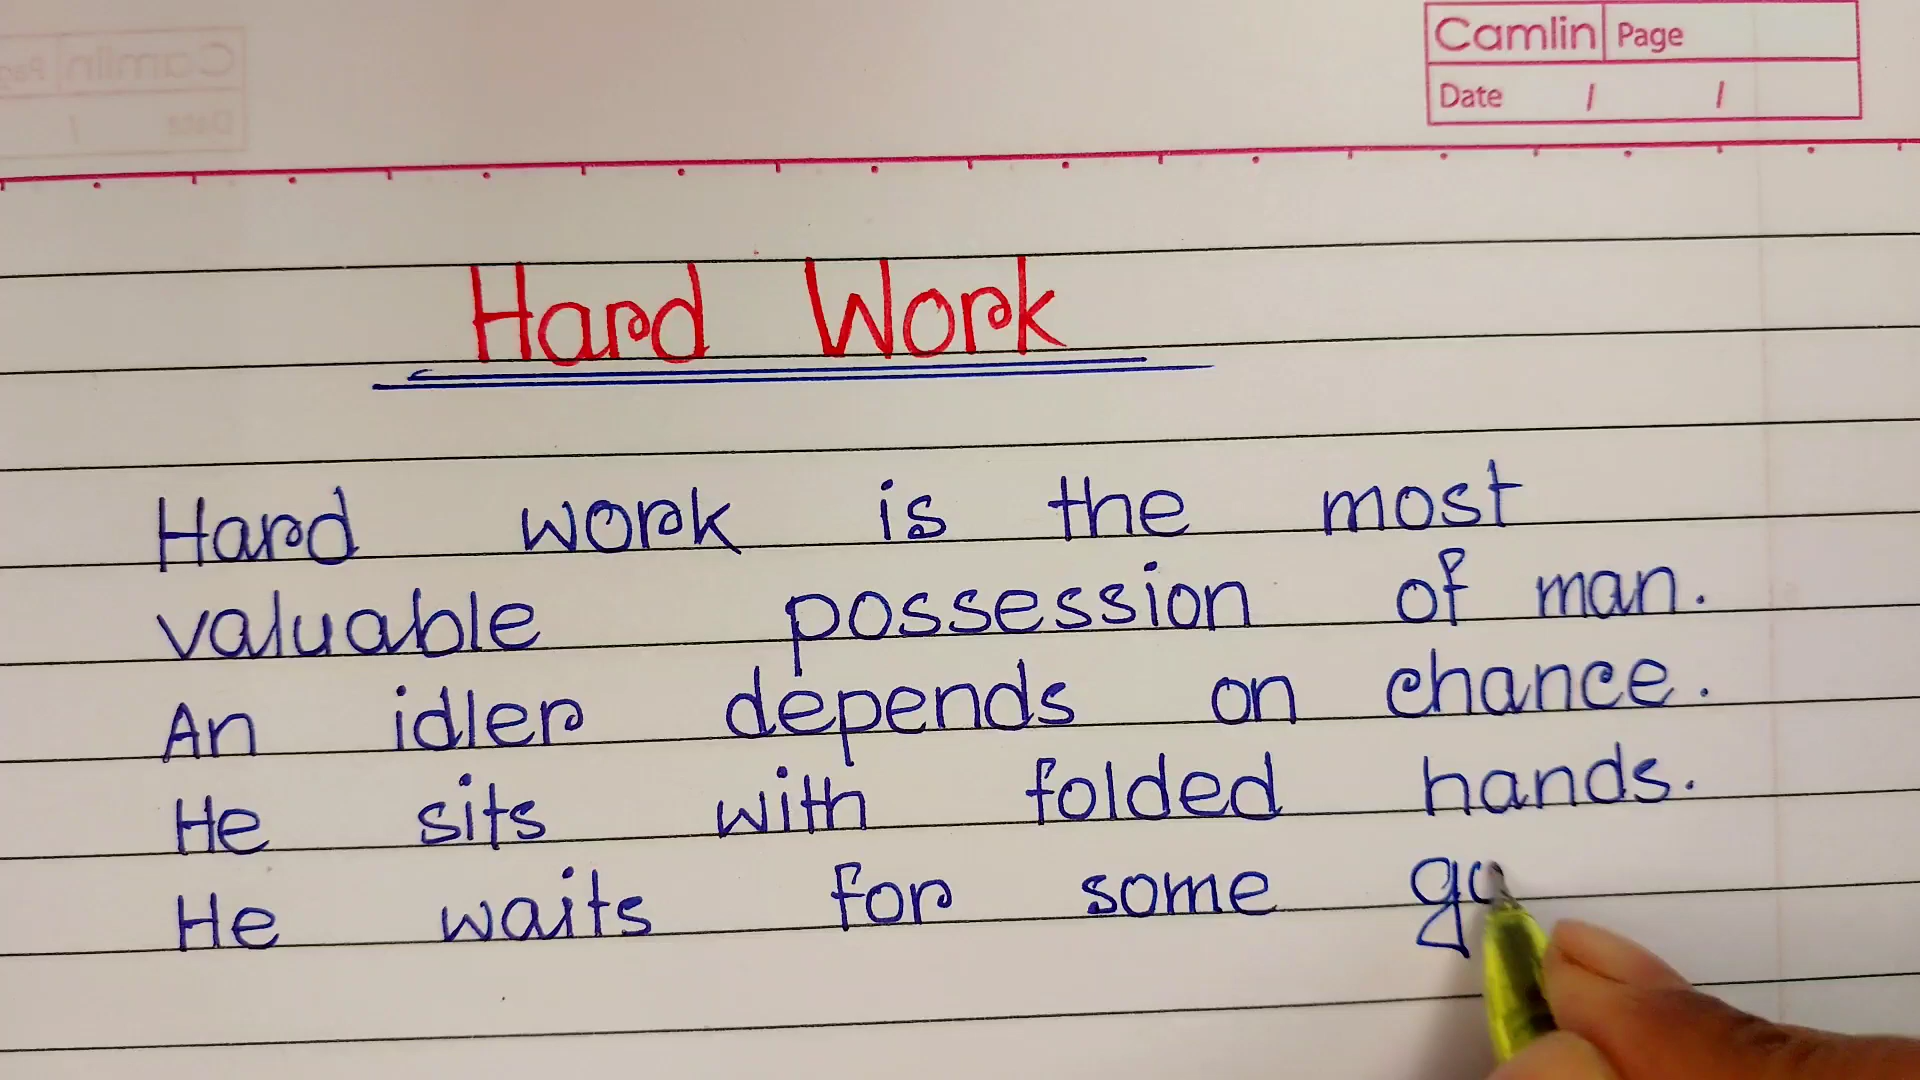 Camlin Page
Date / /
Hard Work
Hard work is the most
valuable possession of man.
An idler depends on chance.
He sits with folded hands.
He waits for some